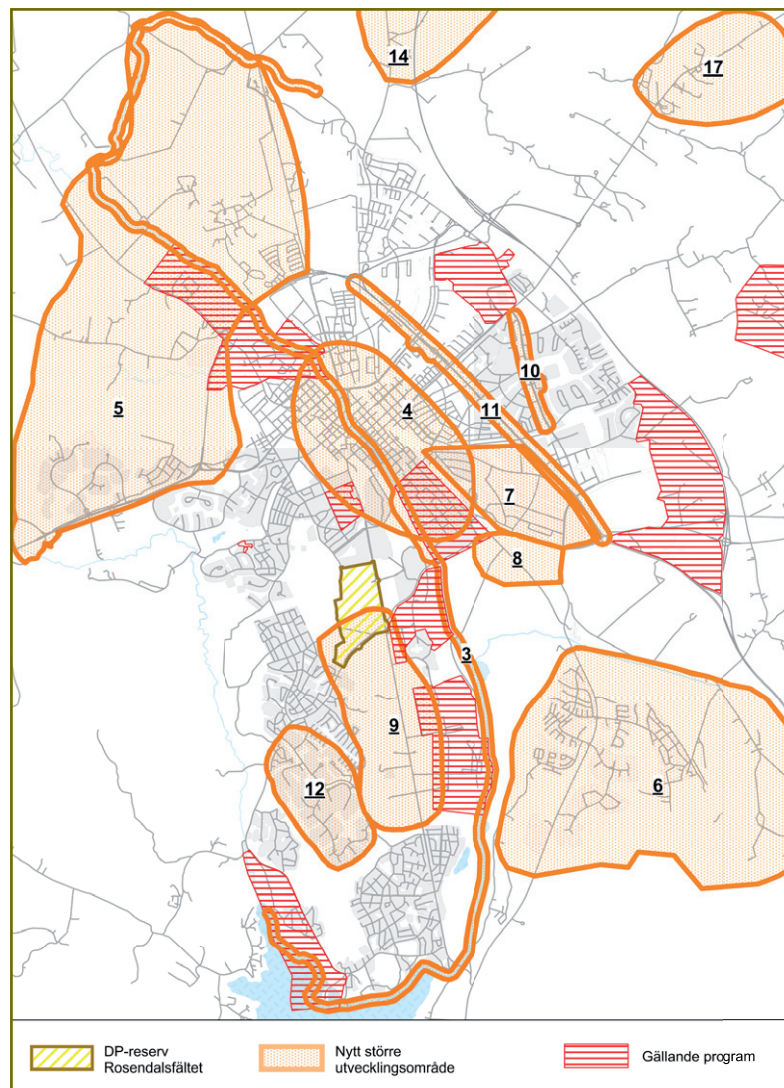 14
17
5
4
10
11
7
8
3
9
12
6
DP-reserv
Rosendalsfältet
Nytt större
utvecklingsområde
Gällande program